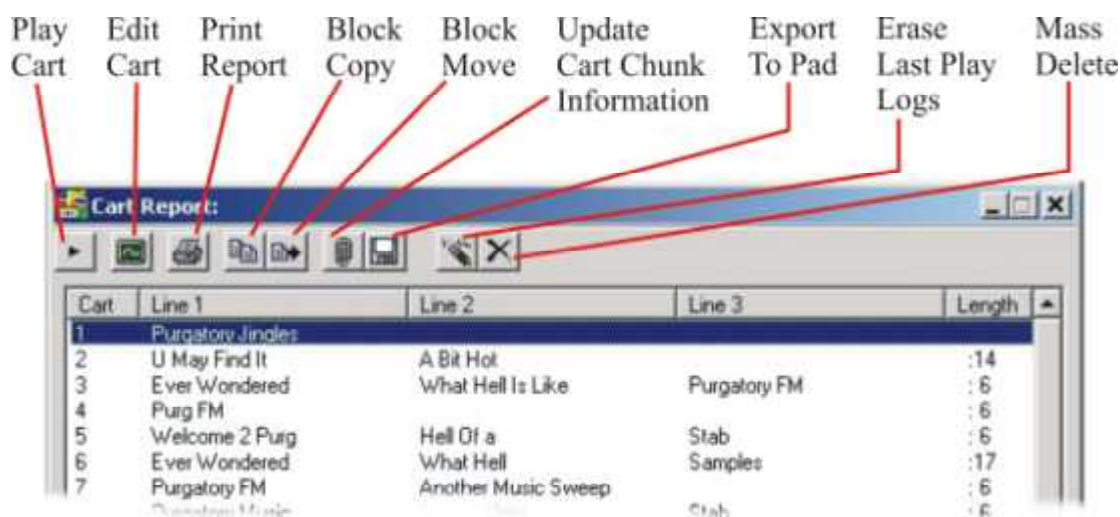 Play Cart
Edit Cart
Print Report
Block Copy
Block Move
Update Cart Chunk Information
Export To Pad
Erase Last Play Logs
Mass Delete
Cart Report:
Cart Line 1 Line 2 Line 3 Length
1 Purgatory Jingles
2 U May Find It A Bit Hot :14
3 Ever Wondered What Hell Is Like Purgatory FM : 6
4 Purg FM : 6
5 Welcome 2 Purg Hell Of a Stab : 6
6 Ever Wondered What Hell Samples :17
7 Purgatory FM Another Music Sweep : 6
Purgatory Music Stab : 6